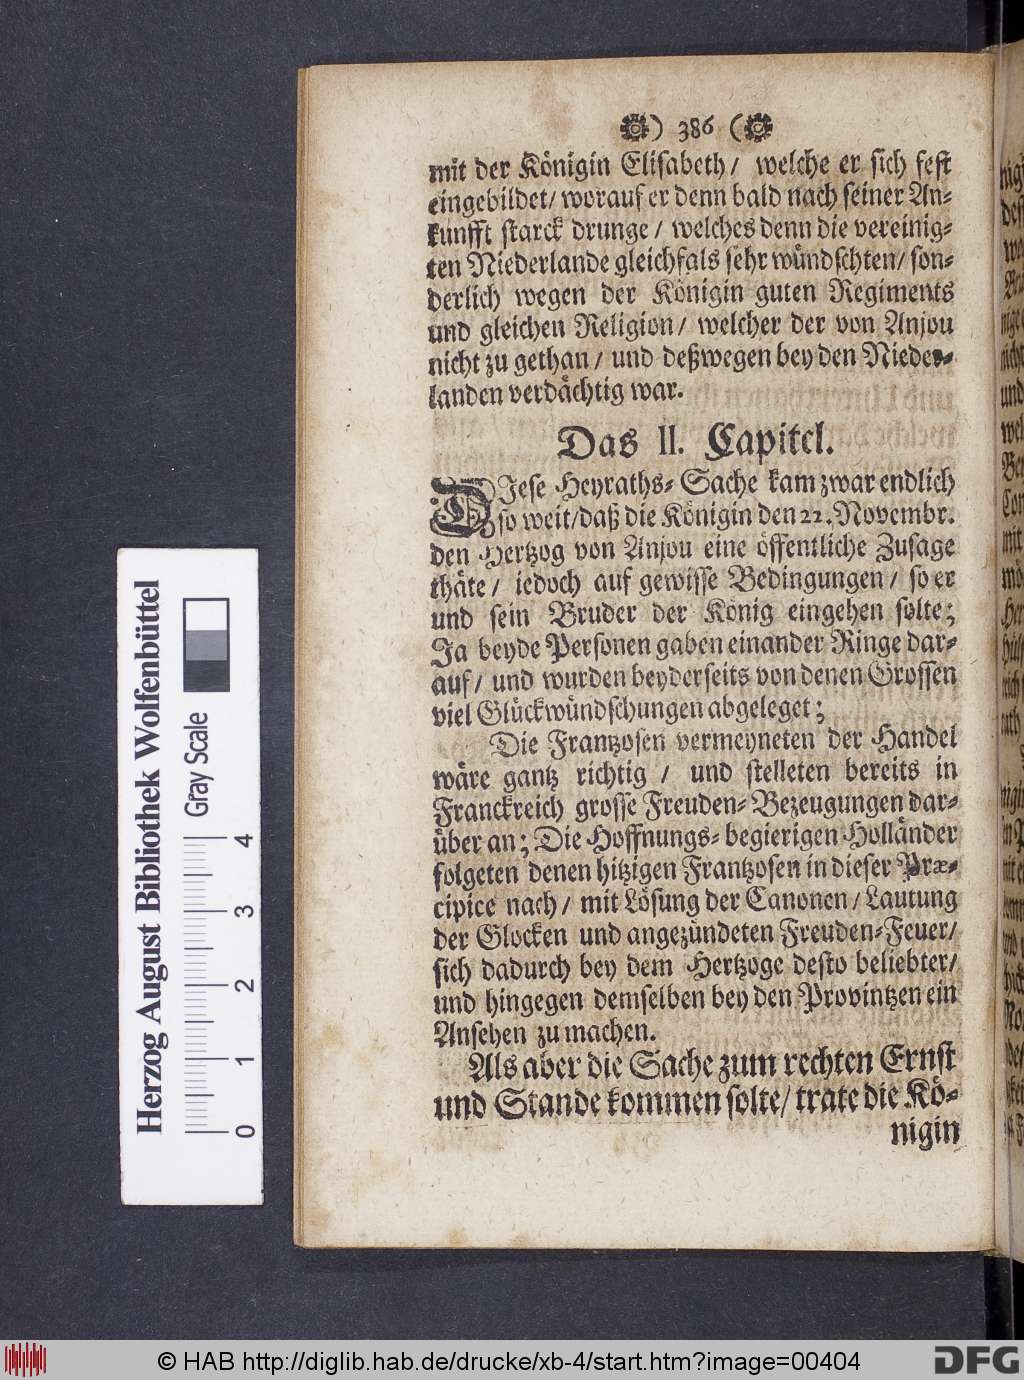 ) 386 (
mit der Königin Elisabeth/ welche er sich fest
eingebildet/ worauf er denn bald nach seiner An-
kunfft starck drunge/ welches denn die vereinig-
ten Niederlande gleichfals sehr wündschten/ son-
derlich wegen der Königin guten Regiments
und gleichen Religion/ welcher der von Anjou
nicht zu gethan/ und deßwegen bey den Nieder-
landen verdächtig war.
Das II. Capitel.
DJese Heyraths-Sache kam zwar endlich
so weit/ daß die Königin den 22. Novembr.
den Hertzog von Anjou eine öffentliche Zusage
thäte/ iedoch auf gewisse Bedingungen/ so er
und sein Bruder der König eingehen solte;
Ja beyde Personen gaben einander Ringe dar-
auf/ und wurden beyderseits von denen Grossen
viel Glückwündschungen abgeleget;
Die Frantzosen vermeyneten der Handel
wäre gantz richtig/ und stelleten bereits in
Franckreich grosse Freuden-Bezeugungen dar-
über an; Die Hoffnungs-begierigen Holländer
folgeten denen hitzigen Frantzosen in dieser Præ-
cipice nach/ mit Lösung der Canonen/ Lautung
der Glocken und angezündeten Freuden-Feuer/
sich dadurch bey dem Hertzoge desto beliebter/
und hingegen demselben bey den Provintzen ein
Ansehen zu machen.
Als aber die Sache zum rechten Ernst
und Stande kommen solte/ trate die Kö-
nigin
Herzog August Bibliothek Wolfenbüttel
Gray Scale
0 1 2 3 4
© HAB http://diglib.hab.de/drucke/xb-4/start.htm?image=00404
DFG